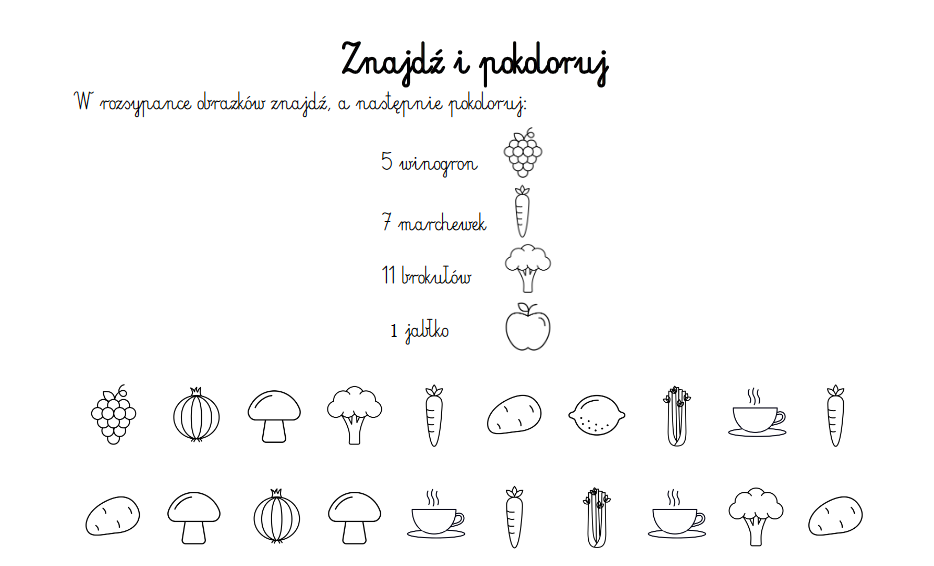 Znajdź i pokoloruj
W rozsypance obrazków znajdź, a następnie pokoloruj:
5 winogron
7 marchewek
11 brokułów
1 jabłko